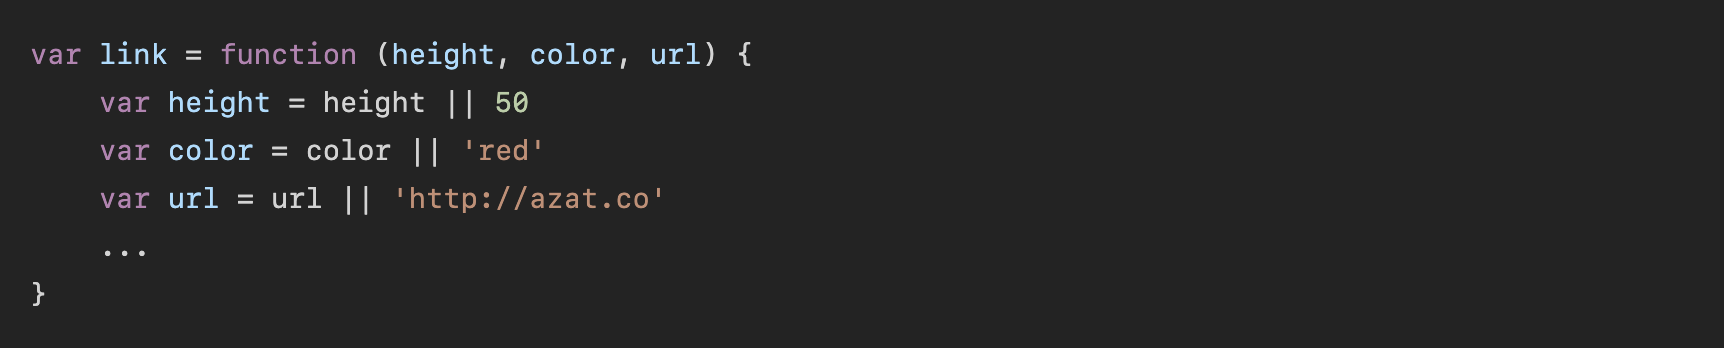 var link = function (height, color, url) {
    var height = height || 50
    var color = color || 'red'
    var url = url || 'http://azat.co'
    ...
}